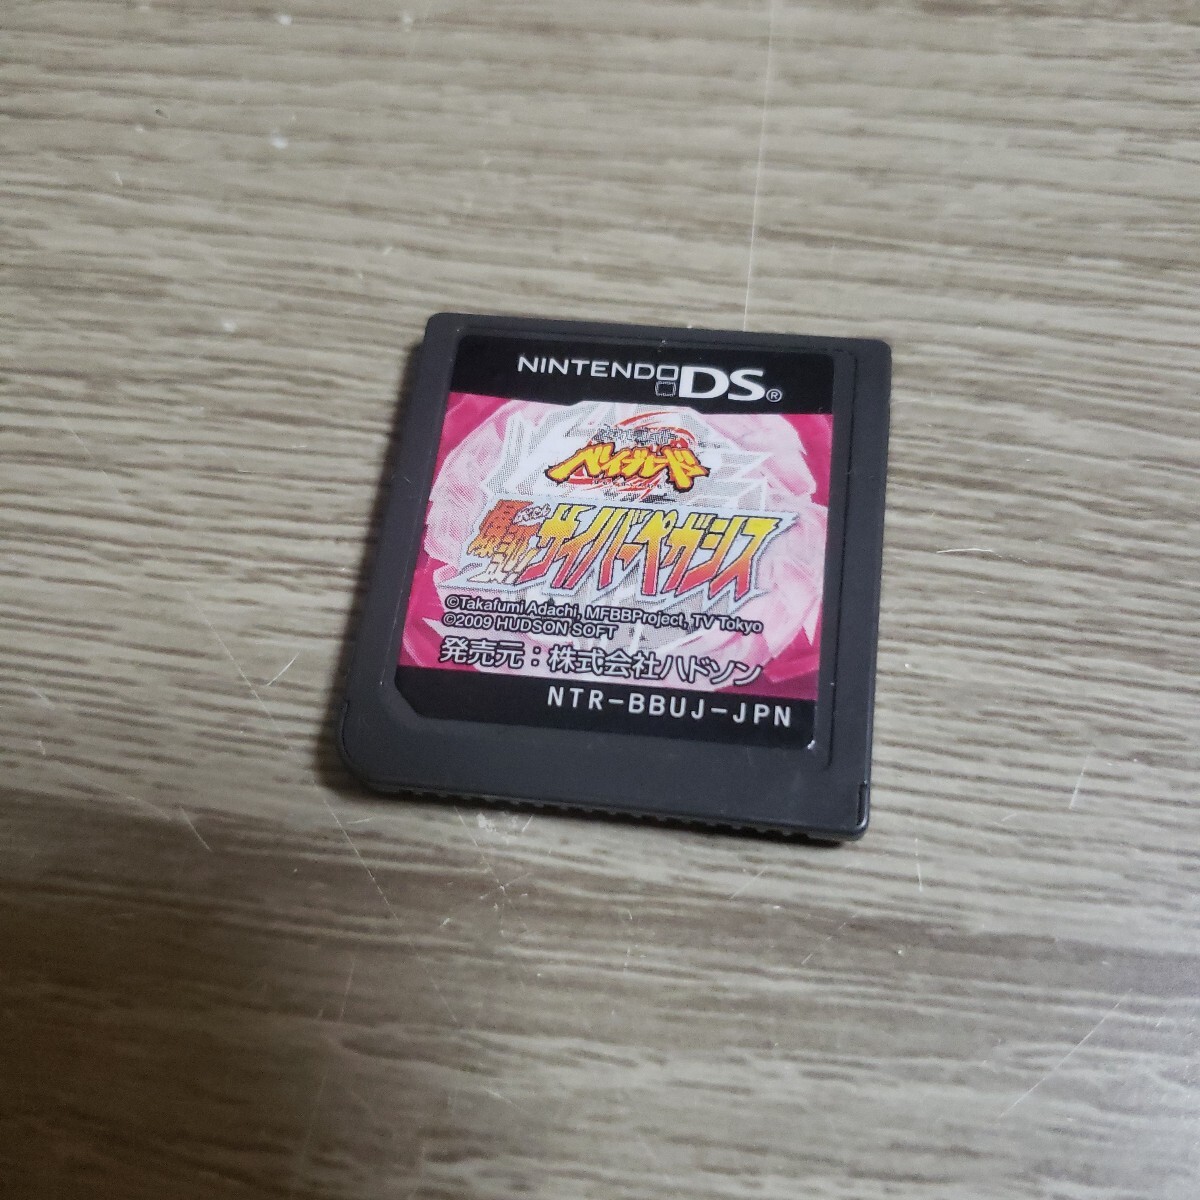 NINTENDO DS®
メタルファイト
ベイブレード
爆誕! サイバーペガシス
©Takafumi Adachi, MFBBProject, TV Tokyo
©2009 HUDSON SOFT
発売元:株式会社ハドソン
NTR-BBUJ-JPN